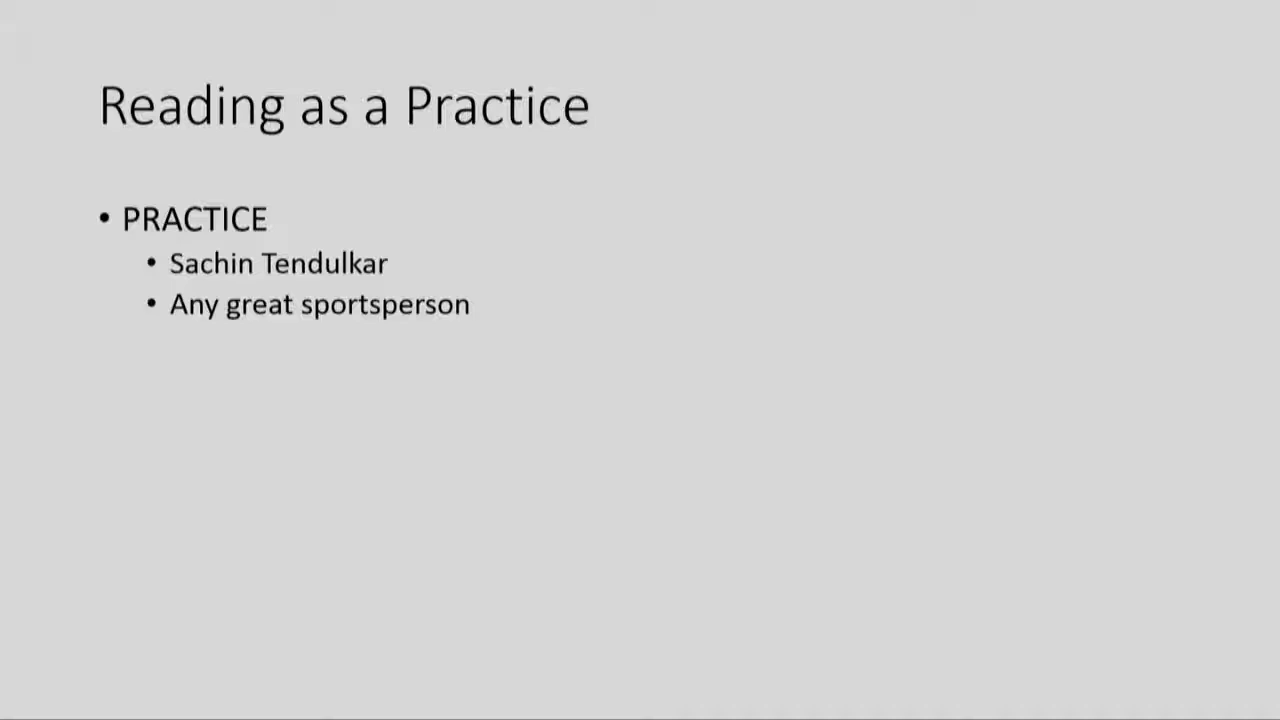 Reading as a Practice
• PRACTICE
• Sachin Tendulkar
• Any great sportsperson